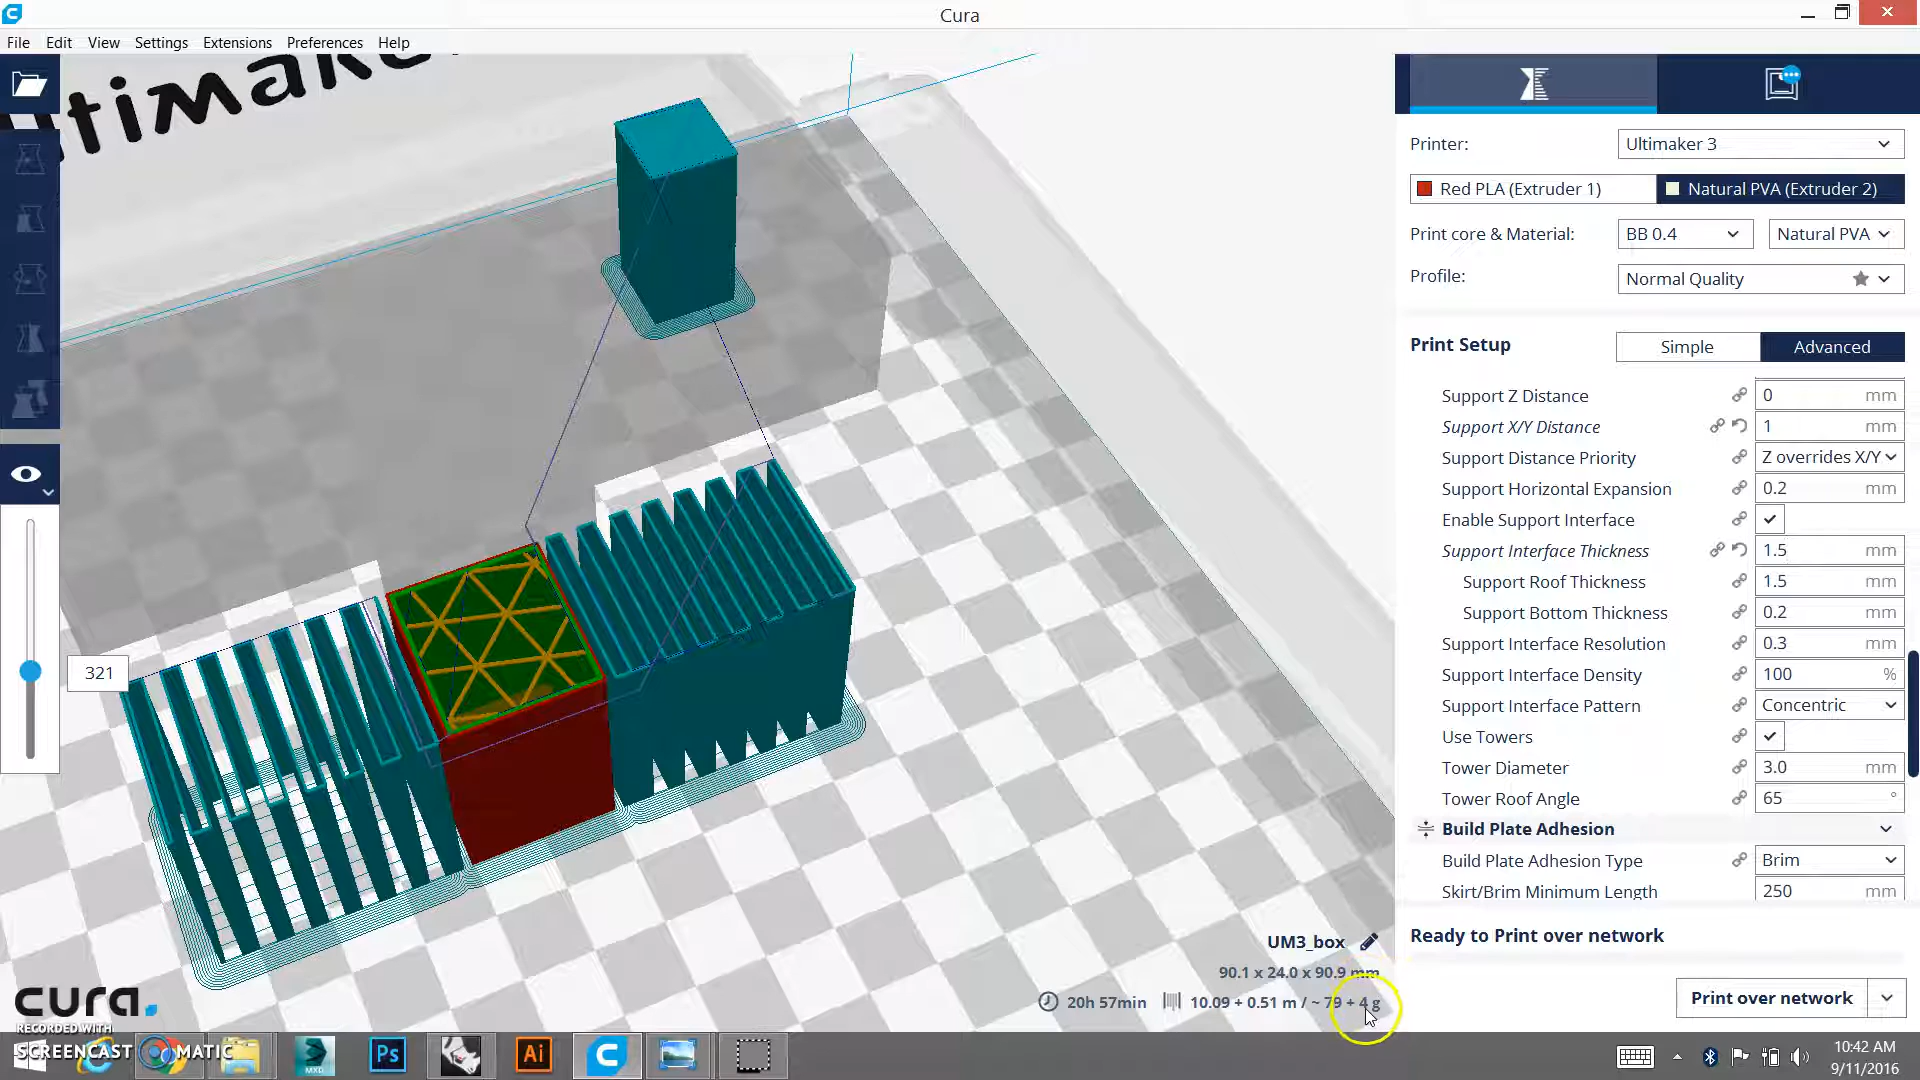 Cura
File Edit View Settings Extensions Preferences Help
ltimake
Printer: Ultimaker 3
Red PLA (Extruder 1) Natural PVA (Extruder 2)
Print core & Material: BB 0.4 Natural PVA
Profile: Normal Quality
Print Setup Simple Advanced
Support Z Distance 0 mm
Support X/Y Distance 1 mm
Support Distance Priority Z overrides X/Y
Support Horizontal Expansion 0.2 mm
Enable Support Interface
Support Interface Thickness 1.5 mm
Support Roof Thickness 1.5 mm
Support Bottom Thickness 0.2 mm
Support Interface Resolution 0.3 mm
Support Interface Density 100 %
Support Interface Pattern Concentric
Use Towers
Tower Diameter 3.0 mm
Tower Roof Angle 65 °
Build Plate Adhesion
Build Plate Adhesion Type Brim
Skirt/Brim Minimum Length 250 mm
321
UM3_box
90.1 x 24.0 x 90.9 mm
20h 57min 10.09 + 0.51 m / ~ 79 + 4 g
Ready to Print over network
Print over network
cura.
RECORDED WITH
SCREENCAST MATIC
MXD Ps Ai
10:42 AM
9/11/2016